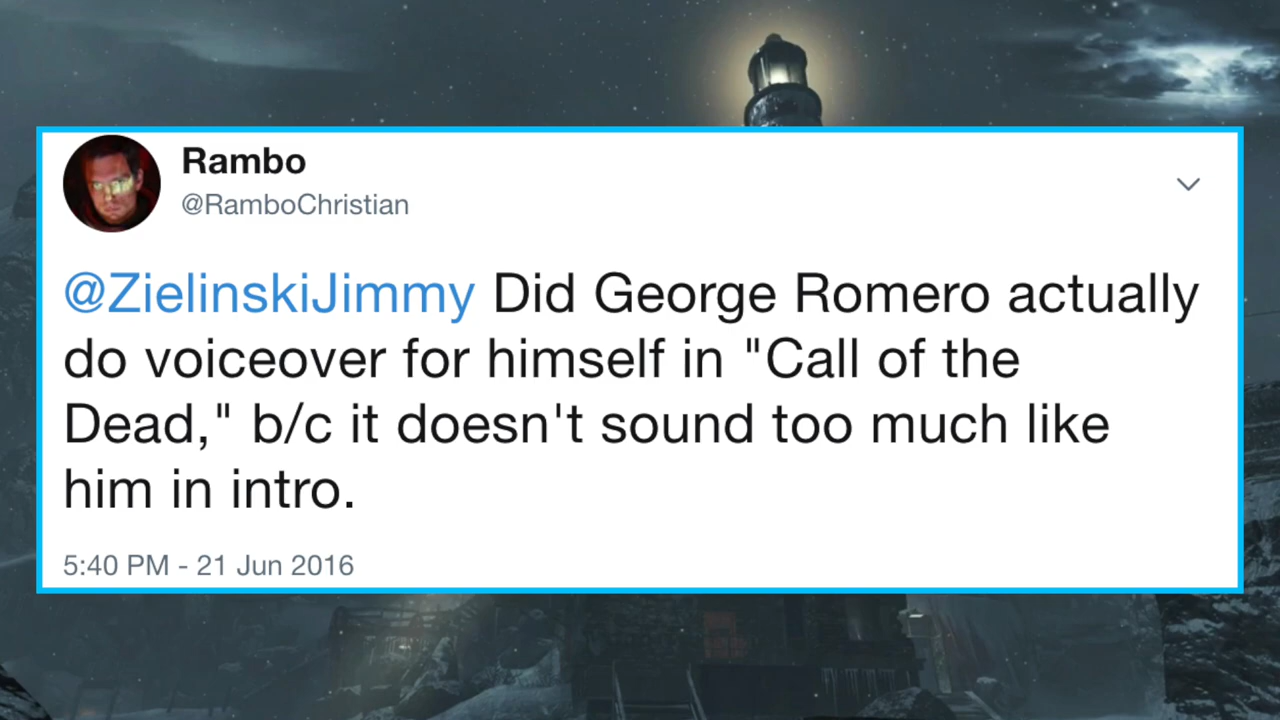 Rambo
@RamboChristian
@ZielinskiJimmy Did George Romero actually
do voiceover for himself in "Call of the
Dead," b/c it doesn't sound too much like
him in intro.
5:40 PM - 21 Jun 2016